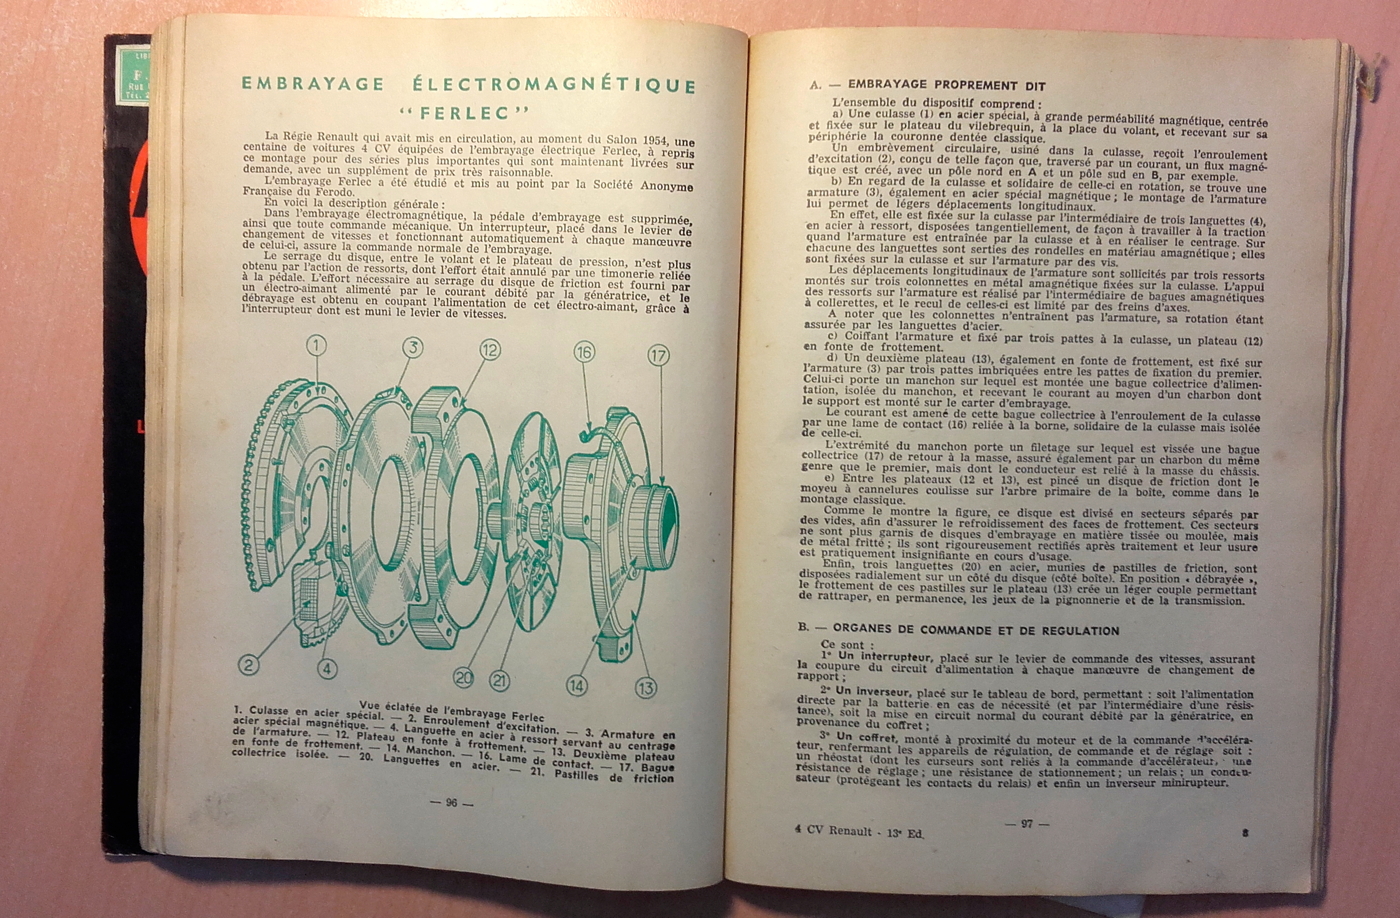 EMBRAYAGE ÉLECTROMAGNÉTIQUE
“FERLEC”
La Régie Renault qui avait mis en circulation, au moment du Salon 1954, une
centaine de voitures 4 CV équipées de l'embrayage électrique Ferlec, à repris
ce montage pour des séries plus importantes qui sont maintenant livrées sur
demande, avec un supplément de prix très raisonnable.
L'embrayage Ferlec a été étudié et mis au point par la Société Anonyme
Française du Ferodo.
En voici la description générale :
Dans l'embrayage électromagnétique, la pédale d'embrayage est supprimée,
ainsi que toute commande mécanique. Un interrupteur, placé dans le levier de
changement de vitesses et fonctionnant automatiquement à chaque manœuvre
de celui-ci, assure la commande normale de l'embrayage.
Le serrage du disque, entre le volant et le plateau de pression, n'est plus
obtenu par l'action de ressorts, dont l'effort était annulé par une timonerie reliée
à la pédale. L'effort nécessaire au serrage du disque de friction est fourni par
un électro-aimant alimenté par le courant débité par la génératrice, et le
débrayage est obtenu en coupant l'alimentation de cet électro-aimant, grâce à
l'interrupteur dont est muni le levier de vitesses.
1 3 12 16 17
2 4 20 21 14 13
Vue éclatée de l'embrayage Ferlec
1. Culasse en acier spécial. — 2. Enroulement d'excitation. — 3. Armature en
acier spécial magnétique. — 4. Languette en acier à ressort servant au centrage
de l'armature. — 12. Plateau en fonte à frottement. — 13. Deuxième plateau
en fonte de frottement. — 14. Manchon. — 16. Lame de contact. — 17. Bague
collectrice isolée. — 20. Languettes en acier. — 21. Pastilles de friction
— 96 —
A. — EMBRAYAGE PROPREMENT DIT
L'ensemble du dispositif comprend :
a) Une culasse (1) en acier spécial, à grande perméabilité magnétique, centrée
et fixée sur le plateau du vilebrequin, à la place du volant, et recevant sur sa
périphérie la couronne dentée classique.
Un embrèvement circulaire, usiné dans la culasse, reçoit l'enroulement
d'excitation (2), conçu de telle façon que, traversé par un courant, un flux magné-
tique est créé, avec un pôle nord en A et un pôle sud en B, par exemple.
b) En regard de la culasse et solidaire de celle-ci en rotation, se trouve une
armature (3), également en acier spécial magnétique ; le montage de l'armature
lui permet de légers déplacements longitudinaux.
En effet, elle est fixée sur la culasse par l'intermédiaire de trois languettes (4),
en acier à ressort, disposées tangentiellement, de façon à travailler à la traction
quand l'armature est entraînée par la culasse et à en réaliser le centrage. Sur
chacune des languettes sont serties des rondelles en matériau amagnétique ; elles
sont fixées sur la culasse et sur l'armature par des vis.
Les déplacements longitudinaux de l'armature sont sollicités par trois ressorts
montés sur trois colonnettes en métal amagnétique fixées sur la culasse. L'appui
des ressorts sur l'armature est réalisé par l'intermédiaire de bagues amagnétiques
à collerettes, et le recul de celles-ci est limité par des freins d'axes.
A noter que les colonnettes n'entraînent pas l'armature, sa rotation étant
assurée par les languettes d'acier.
c) Coiffant l'armature et fixé par trois pattes à la culasse, un plateau (12)
en fonte de frottement.
d) Un deuxième plateau (13), également en fonte de frottement, est fixé sur
l'armature (3) par trois pattes imbriquées entre les pattes de fixation du premier.
Celui-ci porte un manchon sur lequel est montée une bague collectrice d'alimen-
tation, isolée du manchon, et recevant le courant au moyen d'un charbon dont
le support est monté sur le carter d'embrayage.
Le courant est amené de cette bague collectrice à l'enroulement de la culasse
par une lame de contact (16) reliée à la borne, solidaire de la culasse mais isolée
de celle-ci.
L'extrémité du manchon porte un filetage sur lequel est vissée une bague
collectrice (17) de retour à la masse, assuré également par un charbon du même
genre que le premier, mais dont le conducteur est relié à la masse du châssis.
e) Entre les plateaux (12 et 13), est pincé un disque de friction dont le
moyeu à cannelures coulisse sur l'arbre primaire de la boîte, comme dans le
montage classique.
Comme le montre la figure, ce disque est divisé en secteurs séparés par
des vides, afin d'assurer le refroidissement des faces de frottement. Ces secteurs
ne sont plus garnis de disques d'embrayage en matière tissée ou moulée, mais
de métal fritté ; ils sont rigoureusement rectifiés après traitement et leur usure
est pratiquement insignifiante en cours d'usage.
Enfin, trois languettes (20) en acier, munies de pastilles de friction, sont
disposées radialement sur un côté du disque (côté boîte). En position « débrayée »,
le frottement de ces pastilles sur le plateau (13) crée un léger couple permettant
de rattraper, en permanence, les jeux de la pignonnerie et de la transmission.
B. — ORGANES DE COMMANDE ET DE REGULATION
Ce sont :
1° Un interrupteur, placé sur le levier de commande des vitesses, assurant
la coupure du circuit d'alimentation à chaque manœuvre de changement de
rapport ;
2° Un inverseur, placé sur le tableau de bord, permettant : soit l'alimentation
directe par la batterie en cas de nécessité (et par l'intermédiaire d'une résis-
tance), soit la mise en circuit normal du courant débité par la génératrice, en
provenance du coffret ;
3° Un coffret, monté à proximité du moteur et de la commande d'accéléra-
teur, renfermant les appareils de régulation, de commande et de réglage soit :
un rhéostat (dont les curseurs sont reliés à la commande d'accélérateur, une
résistance de réglage ; une résistance de stationnement ; un relais ; un conden-
sateur (protégeant les contacts du relais) et enfin un inverseur minirupteur.
— 97 —
4 CV Renault - 13e Ed. 8